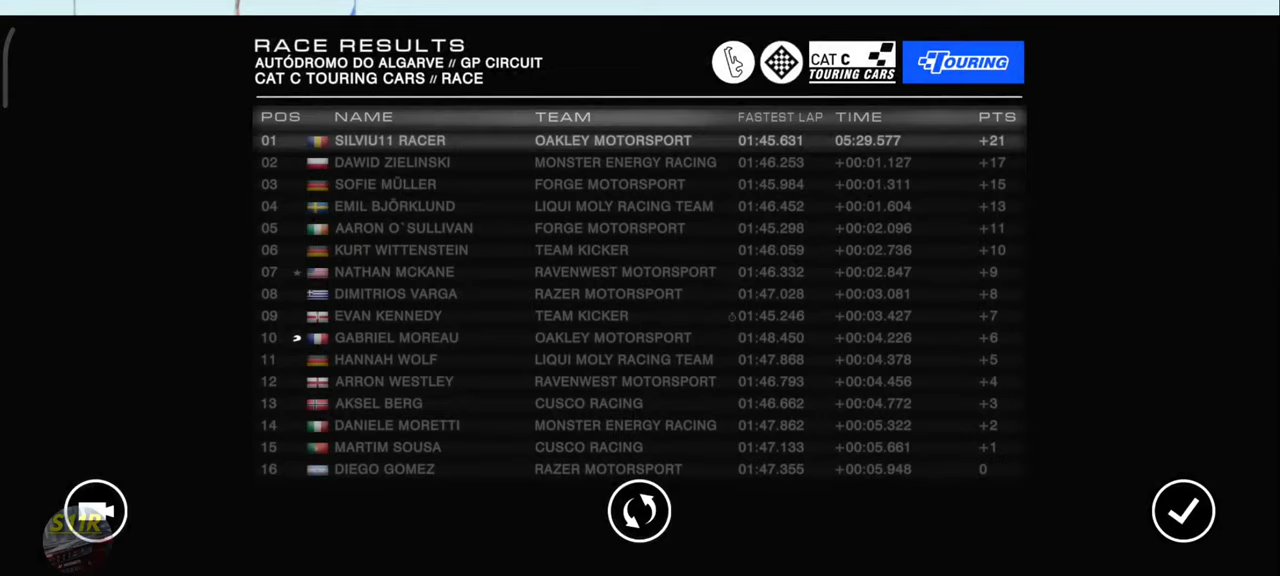 RACE RESULTS
AUTÓDROMO DO ALGARVE // GP CIRCUIT
CAT C TOURING CARS // RACE
CAT C
TOURING CARS
TOURING
POS NAME TEAM FASTEST LAP TIME PTS
01 SILVIU11 RACER OAKLEY MOTORSPORT 01:45.631 05:29.577 +21
02 DAWID ZIELINSKI MONSTER ENERGY RACING 01:46.253 +00:01.127 +17
03 SOFIE MÜLLER FORGE MOTORSPORT 01:45.984 +00:01.311 +15
04 EMIL BJÖRKLUND LIQUI MOLY RACING TEAM 01:46.452 +00:01.604 +13
05 AARON O`SULLIVAN FORGE MOTORSPORT 01:45.298 +00:02.096 +11
06 KURT WITTENSTEIN TEAM KICKER 01:46.059 +00:02.736 +10
07 NATHAN MCKANE RAVENWEST MOTORSPORT 01:46.332 +00:02.847 +9
08 DIMITRIOS VARGA RAZER MOTORSPORT 01:47.028 +00:03.081 +8
09 EVAN KENNEDY TEAM KICKER 01:45.246 +00:03.427 +7
10 GABRIEL MOREAU OAKLEY MOTORSPORT 01:48.450 +00:04.226 +6
11 HANNAH WOLF LIQUI MOLY RACING TEAM 01:47.868 +00:04.378 +5
12 ARRON WESTLEY RAVENWEST MOTORSPORT 01:46.793 +00:04.456 +4
13 AKSEL BERG CUSCO RACING 01:46.662 +00:04.772 +3
14 DANIELE MORETTI MONSTER ENERGY RACING 01:47.862 +00:05.322 +2
15 MARTIM SOUSA CUSCO RACING 01:47.133 +00:05.661 +1
16 DIEGO GOMEZ RAZER MOTORSPORT 01:47.355 +00:05.948 0
S11R